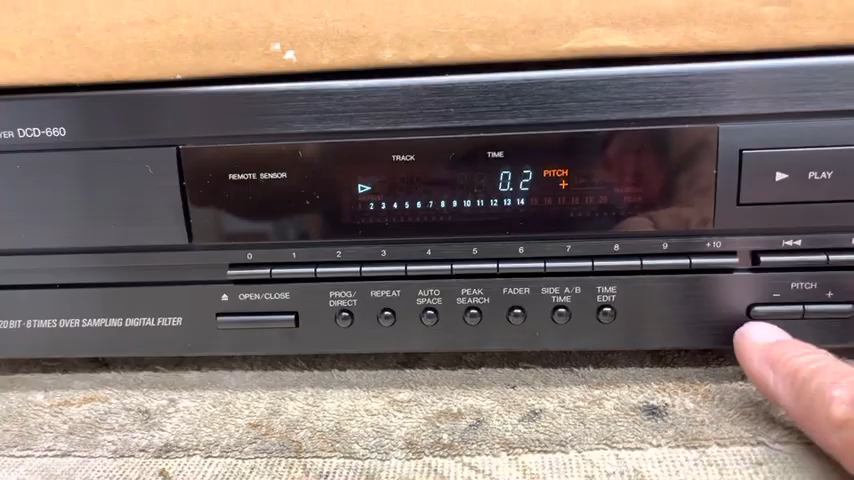 YER DCD-660
TRACK
TIME
REMOTE SENSOR
0.2
PITCH
+
2 3 4 5 6 7 8 9 10 11 12 13 14
PLAY
0 1 2 3 4 5 6 7 8 9 +10
OPEN/CLOSE
PROG/
DIRECT
REPEAT
AUTO
SPACE
PEAK
SEARCH
FADER
SIDE A/B
TIME
TIME
EDIT
− PITCH +
20 BIT · 8 TIMES OVER SAMPLING DIGITAL FILTER